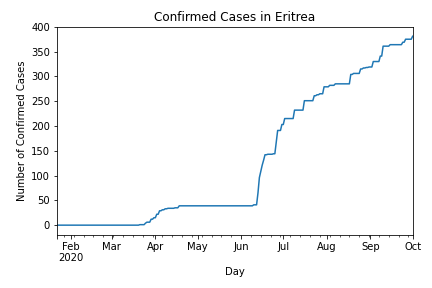 Confirmed Cases in Eritrea
Number of Confirmed Cases
400
350
300
250
200
150
100
50
0
Feb Mar Apr May Jun Jul Aug Sep Oct
2020
Day